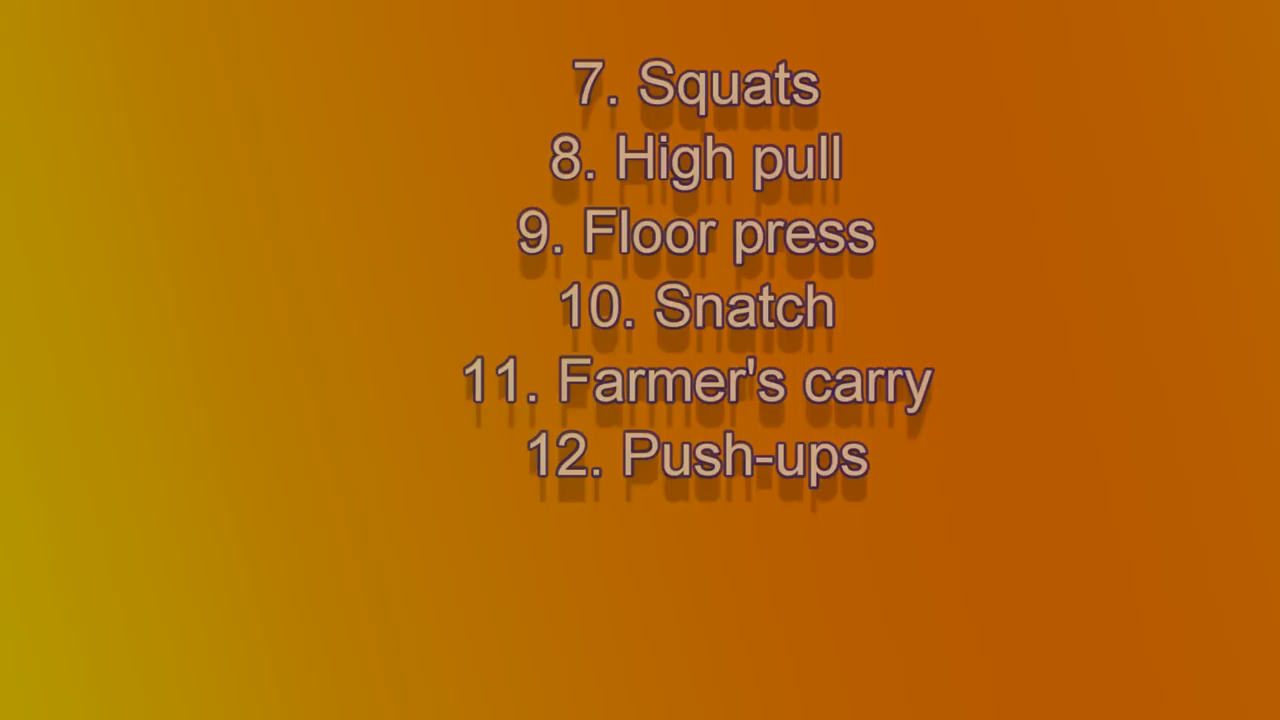 7. Squats
8. High pull
9. Floor press
10. Snatch
11. Farmer's carry
12. Push-ups